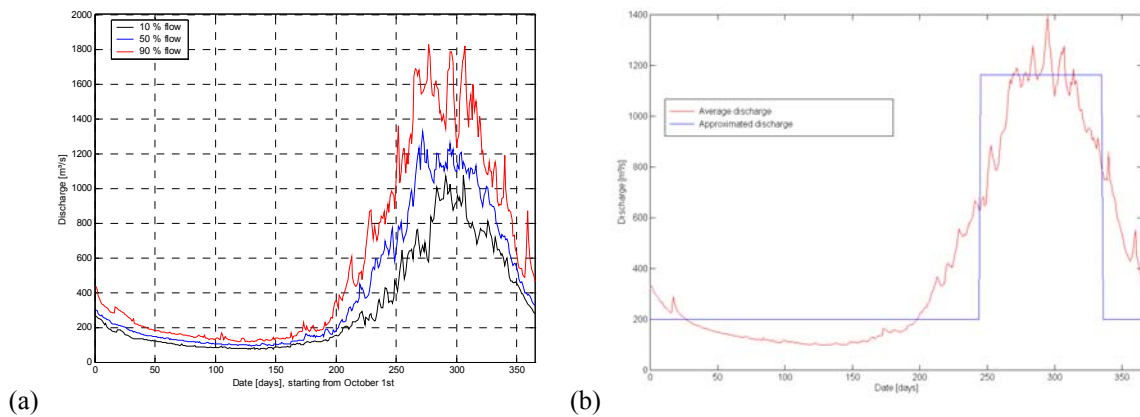 10 % flow
50 % flow
90 % flow
2000
1800
1600
1400
1200
1000
800
600
400
200
0
Discharge [m³/s]
0 50 100 150 200 250 300 350
Date [days], starting from October 1st
(a)
1400
1200
1000
800
600
400
200
0
Discharge [m³/s]
Average discharge
Approximated discharge
0 50 100 150 200 250 300 350
Date [days]
(b)